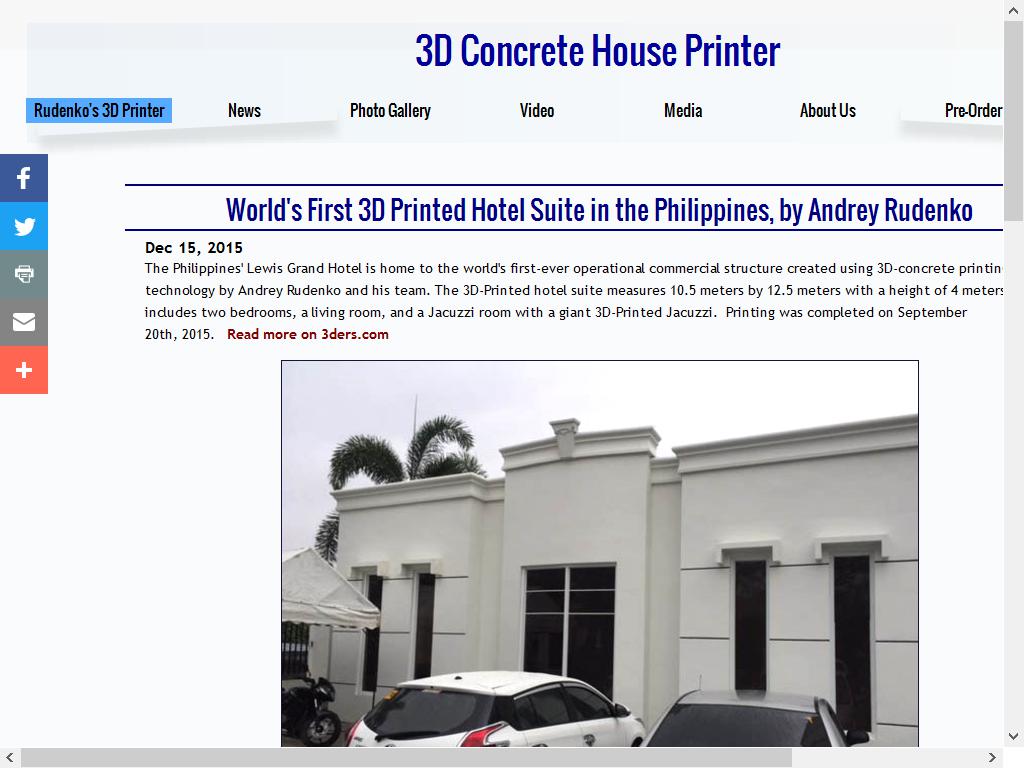 3D Concrete House Printer
Rudenko's 3D Printer News Photo Gallery Video Media About Us Pre-Order
World's First 3D Printed Hotel Suite in the Philippines, by Andrey Rudenko
Dec 15, 2015
The Philippines' Lewis Grand Hotel is home to the world's first-ever operational commercial structure created using 3D-concrete printin
technology by Andrey Rudenko and his team. The 3D-Printed hotel suite measures 10.5 meters by 12.5 meters with a height of 4 meters
includes two bedrooms, a living room, and a Jacuzzi room with a giant 3D-Printed Jacuzzi. Printing was completed on September
20th, 2015. Read more on 3ders.com